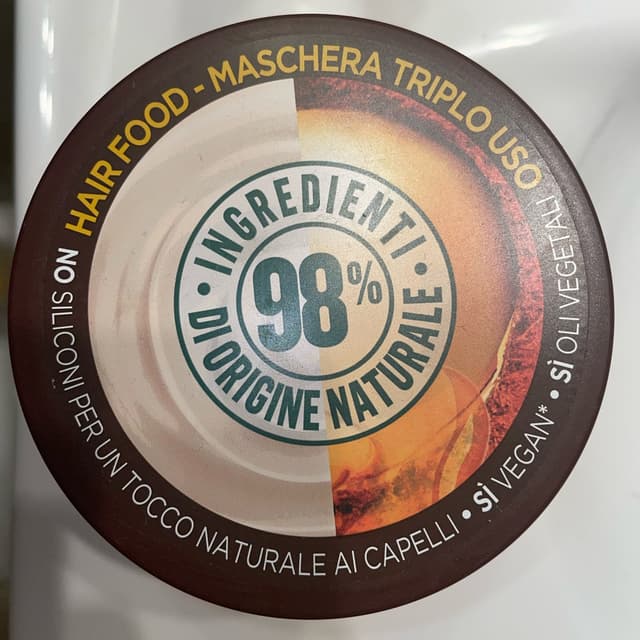 HAIR FOOD - MASCHERA TRIPLO USO
INGREDIENTI
98%
DI ORIGINE NATURALE
NO SILICONI PER UN TOCCO NATURALE AI CAPELLI • SÌ VEGAN* • SÌ OLI VEGETALI